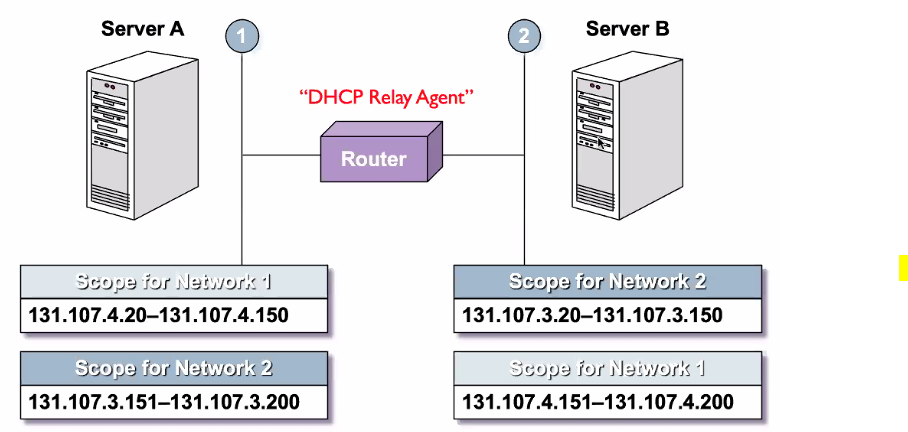 Server A
1
2
Server B
“DHCP Relay Agent”
Router
Scope for Network 1
131.107.4.20–131.107.4.150
Scope for Network 2
131.107.3.20–131.107.3.150
Scope for Network 2
131.107.3.151–131.107.3.200
Scope for Network 1
131.107.4.151–131.107.4.200